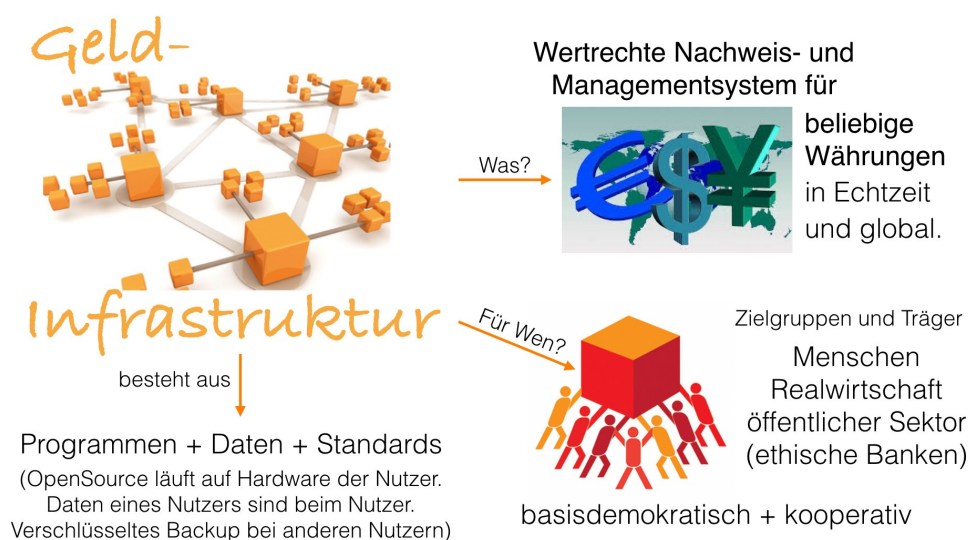 Geld-
Infrastruktur
Was?
Wertrechte Nachweis- und
Managementsystem für
beliebige
Währungen
in Echtzeit
und global.
Für Wen?
Zielgruppen und Träger
Menschen
Realwirtschaft
öffentlicher Sektor
(ethische Banken)
basisdemokratisch + kooperativ
besteht aus
Programmen + Daten + Standards
(OpenSource läuft auf Hardware der Nutzer.
Daten eines Nutzers sind beim Nutzer.
Verschlüsseltes Backup bei anderen Nutzern)